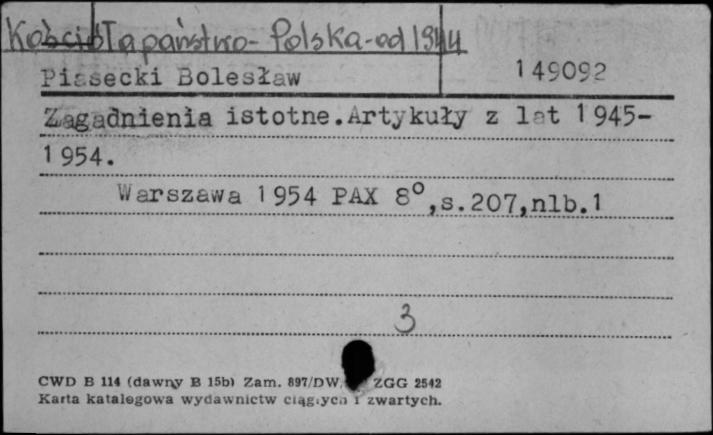 Kościół a państwo - Polska - od 1944
Piasecki Bolesław 149092
Zagadnienia istotne.Artykuły z lat 1945-
1954.
Warszawa 1954 PAX 8°,s.207,nlb.1
3
CWD B 114 (dawny B 15b) Zam. 897/DW, ZGG 2542
Karta katalogowa wydawnictw ciągłych i zwartych.